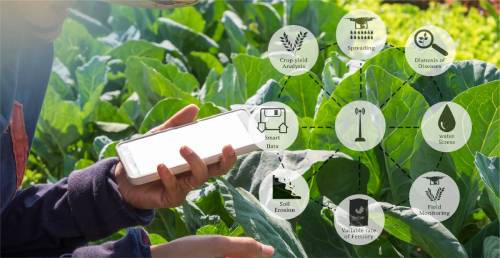 Crop yield
Analysis
Spreading
Diagnosis of
Diseases
Smart
Data
water
Stress
Soil
Erosion
Variable rate
of Fertility
Field
Monitoring